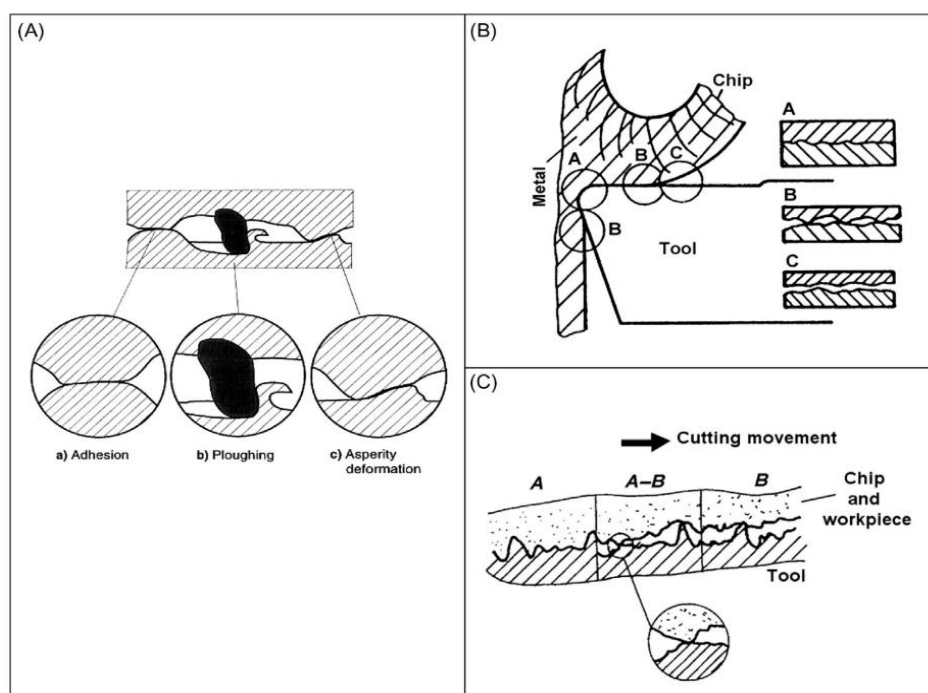 (A)
a) Adhesion
b) Ploughing
c) Asperity
deformation
(B)
Chip
A
B
C
Metal
B
Tool
A
B
C
(C)
Cutting movement
A
A–B
B
Chip
and
workpiece
Tool